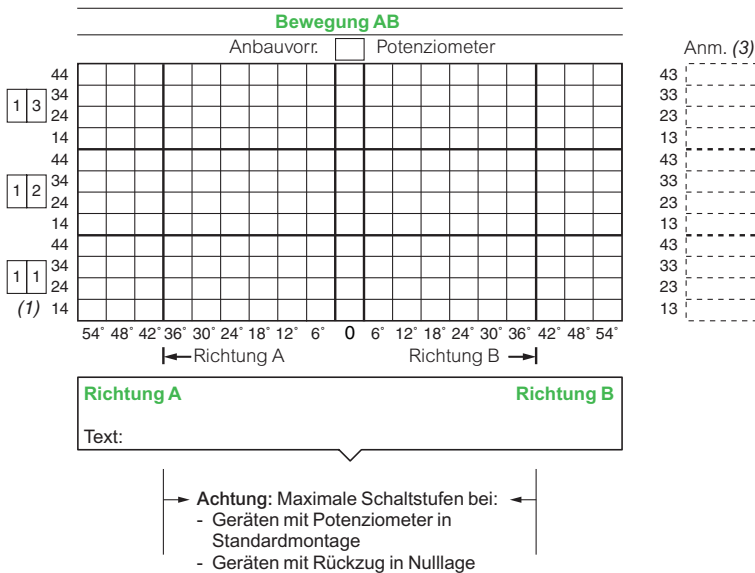 Bewegung AB
Anbauvorr. Potenziometer Anm. (3)
44 43
1 3 34 33
24 23
14 13
44 43
1 2 34 33
24 23
14 13
44 43
1 1 34 33
24 23
(1) 14 13
54° 48° 42° 36° 30° 24° 18° 12° 6° 0 6° 12° 18° 24° 30° 36° 42° 48° 54°
Richtung A Richtung B
Richtung A Richtung B
Text:
Achtung: Maximale Schaltstufen bei:
- Geräten mit Potenziometer in
Standardmontage
- Geräten mit Rückzug in Nulllage